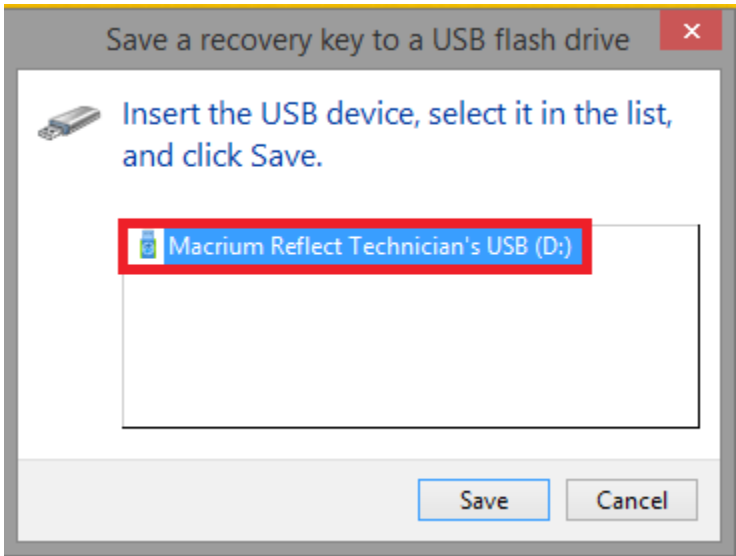 Save a recovery key to a USB flash drive
Insert the USB device, select it in the list,
and click Save.
Macrium Reflect Technician's USB (D:)
Save Cancel